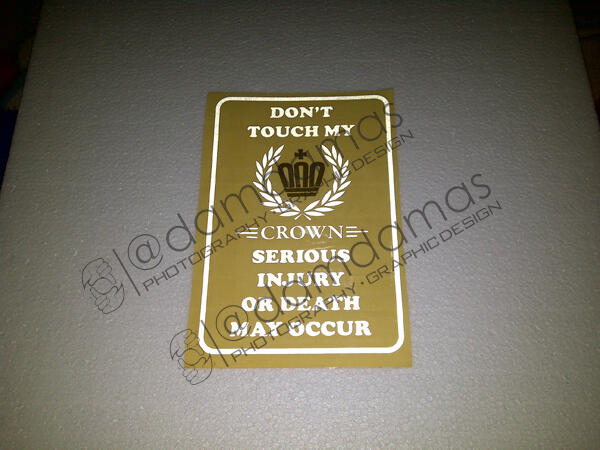 DON'T
TOUCH MY
CROWN
SERIOUS
INJURY
OR DEATH
MAY OCCUR
@damdamas
PHOTOGRAPHY · GRAPHIC DESIGN
@damdamas
PHOTOGRAPHY · GRAPHIC DESIGN